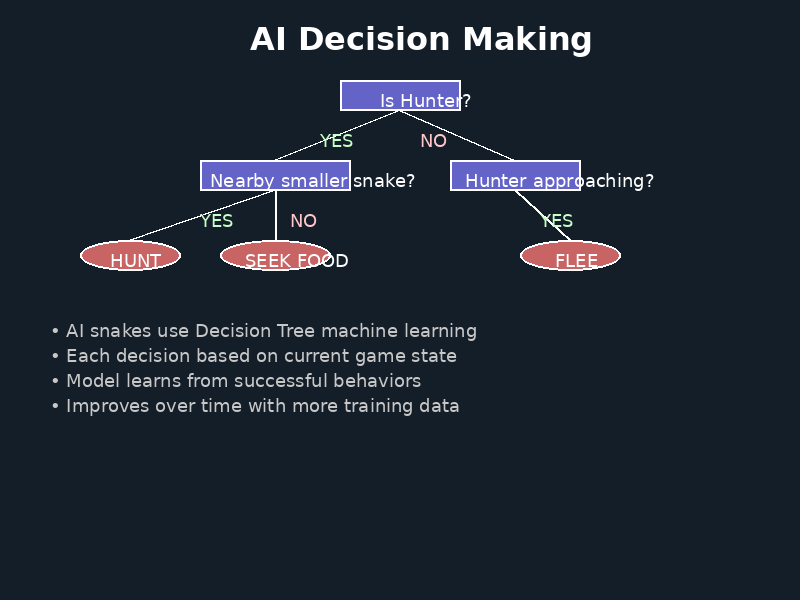 AI Decision Making
Is Hunter?
YES NO
Nearby smaller snake? Hunter approaching?
YES NO YES
HUNT SEEK FOOD FLEE
• AI snakes use Decision Tree machine learning
• Each decision based on current game state
• Model learns from successful behaviors
• Improves over time with more training data